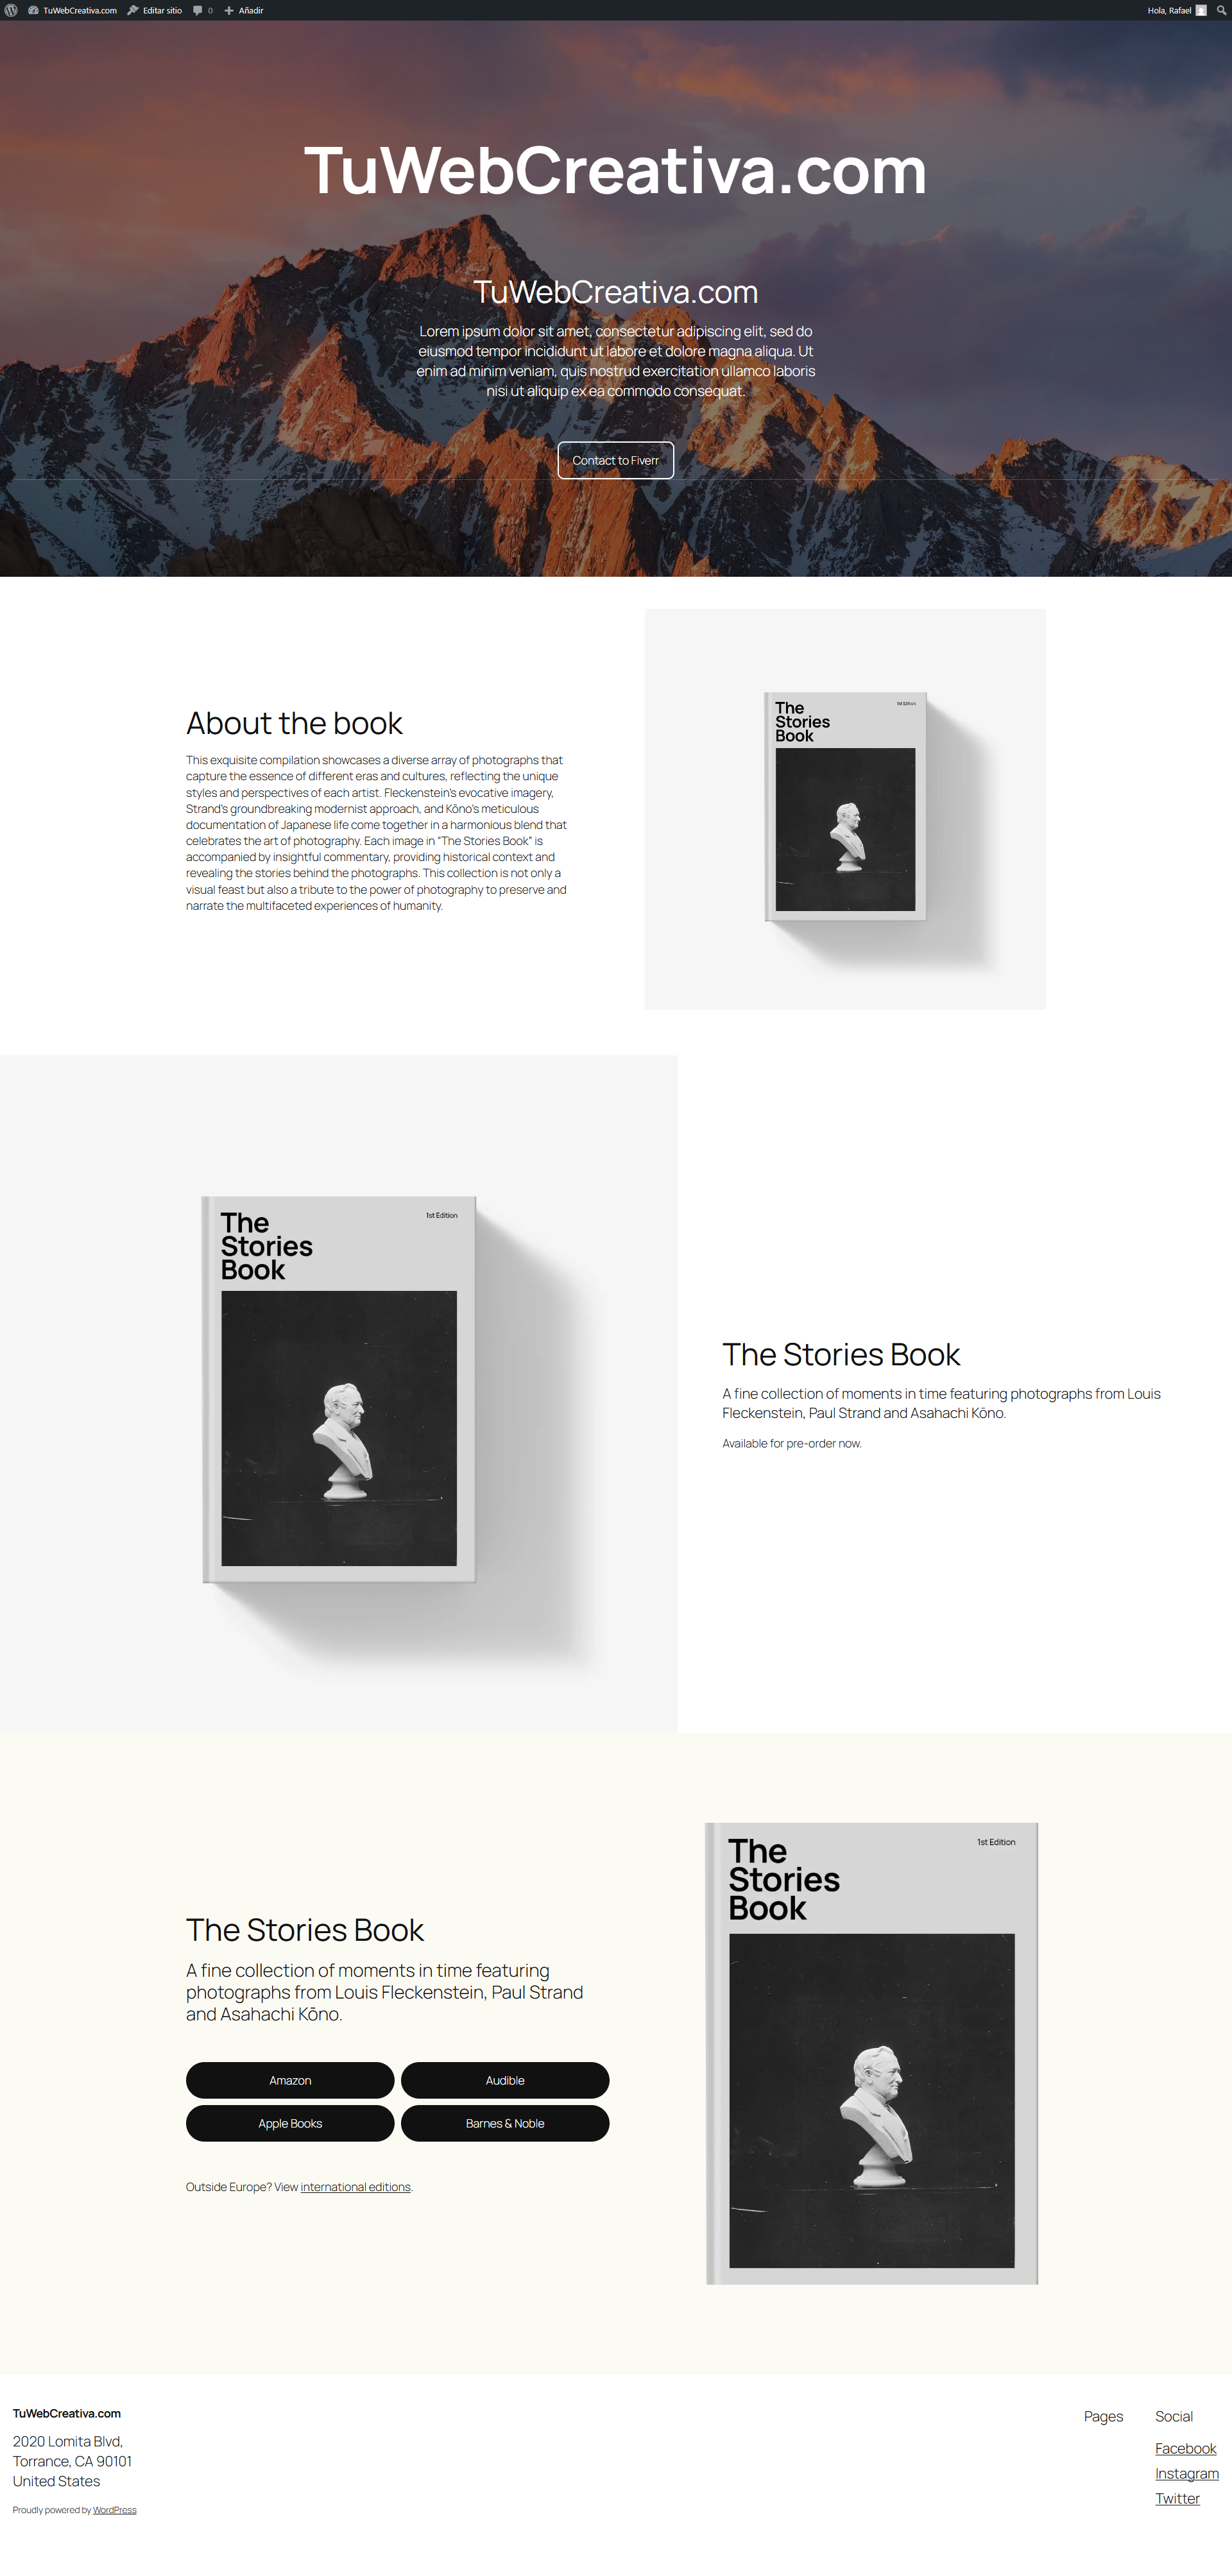 TuWebCreativa.com Editar sitio 0 Añadir Hola, Rafael
TuWebCreativa.com
TuWebCreativa.com
Lorem ipsum dolor sit amet, consectetur adipiscing elit, sed do
eiusmod tempor incididunt ut labore et dolore magna aliqua. Ut
enim ad minim veniam, quis nostrud exercitation ullamco laboris
nisi ut aliquip ex ea commodo consequat.
Contact to Fiverr
About the book
This exquisite compilation showcases a diverse array of photographs that
capture the essence of different eras and cultures, reflecting the unique
styles and perspectives of each artist. Fleckenstein's evocative imagery,
Strand's groundbreaking modernist approach, and Kōno's meticulous
documentation of Japanese life come together in a harmonious blend that
celebrates the art of photography. Each image in “The Stories Book” is
accompanied by insightful commentary, providing historical context and
revealing the stories behind the photographs. This collection is not only a
visual feast but also a tribute to the power of photography to preserve and
narrate the multifaceted experiences of humanity.
The
Stories
Book
1st Edition
The
Stories
Book
1st Edition
The Stories Book
A fine collection of moments in time featuring photographs from Louis
Fleckenstein, Paul Strand and Asahachi Kōno.
Available for pre-order now.
The Stories Book
A fine collection of moments in time featuring
photographs from Louis Fleckenstein, Paul Strand
and Asahachi Kōno.
Amazon
Audible
Apple Books
Barnes & Noble
Outside Europe? View international editions.
The
Stories
Book
1st Edition
TuWebCreativa.com
2020 Lomita Blvd,
Torrance, CA 90101
United States
Proudly powered by WordPress
Pages
Social
Facebook
Instagram
Twitter